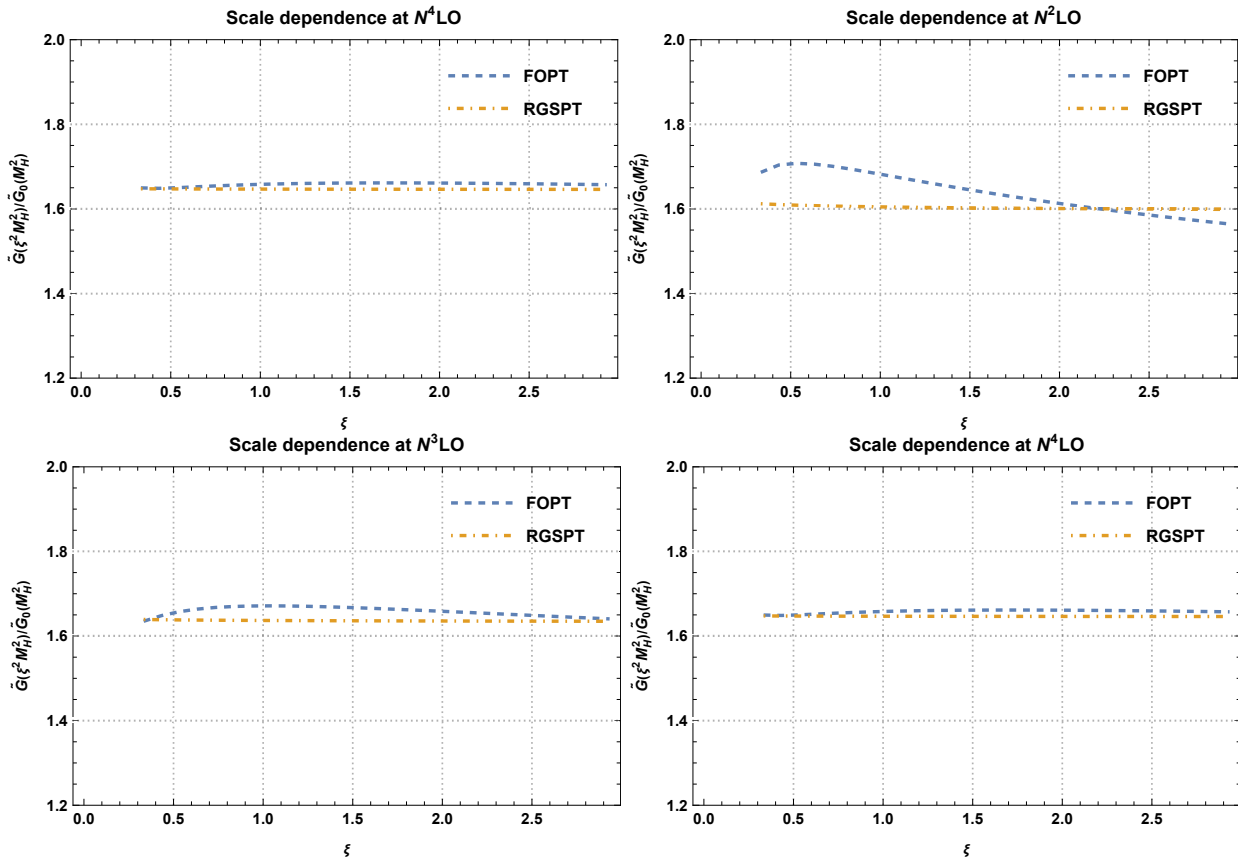 Scale dependence at N⁴LO
2.0
1.8
1.6
1.4
1.2
G̃(ξ²M²_H)/G̃₀(M²_H)
FOPT
RGSPT
0.0 0.5 1.0 1.5 2.0 2.5
ξ
Scale dependence at N²LO
2.0
1.8
1.6
1.4
1.2
G̃(ξ²M²_H)/G̃₀(M²_H)
FOPT
RGSPT
0.0 0.5 1.0 1.5 2.0 2.5
ξ
Scale dependence at N³LO
2.0
1.8
1.6
1.4
1.2
G̃(ξ²M²_H)/G̃₀(M²_H)
FOPT
RGSPT
0.0 0.5 1.0 1.5 2.0 2.5
ξ
Scale dependence at N⁴LO
2.0
1.8
1.6
1.4
1.2
G̃(ξ²M²_H)/G̃₀(M²_H)
FOPT
RGSPT
0.0 0.5 1.0 1.5 2.0 2.5
ξ